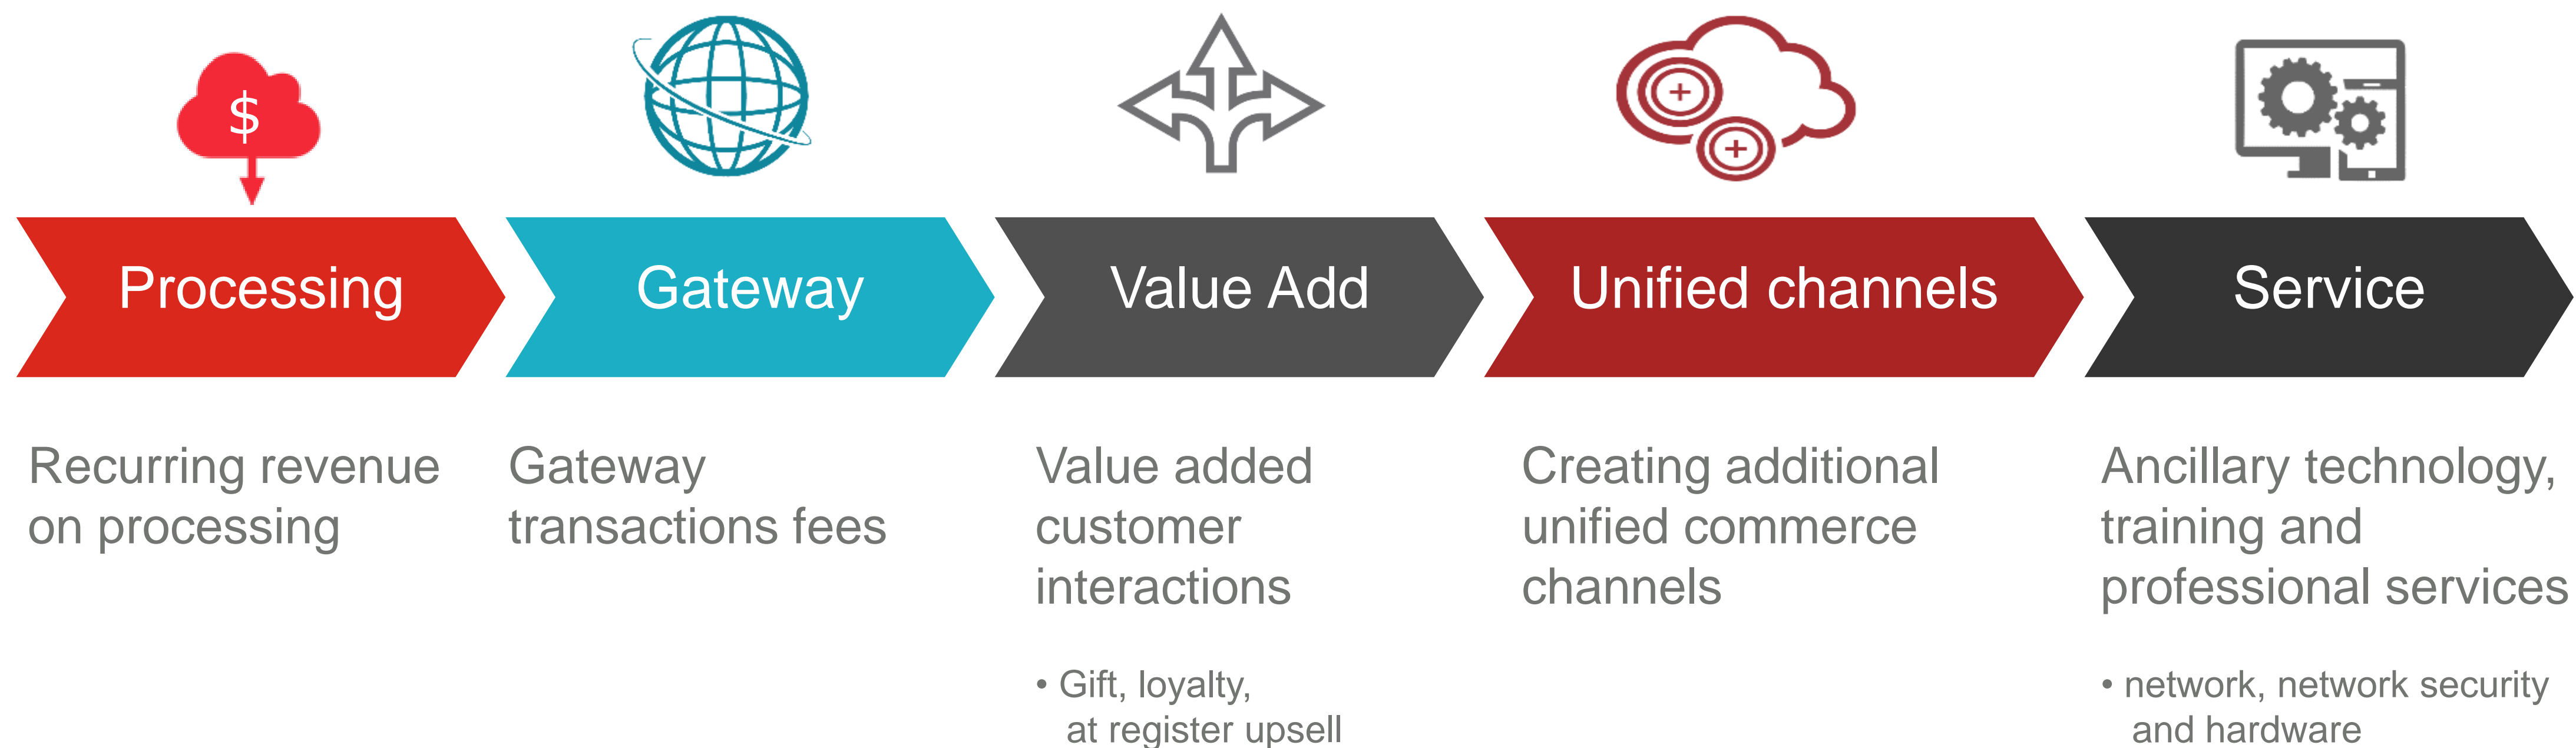 $
Processing
Gateway
Value Add
Unified channels
Service
Recurring revenue
on processing
Gateway
transactions fees
Value added
customer
interactions
• Gift, loyalty,
at register upsell
Creating additional
unified commerce
channels
Ancillary technology,
training and
professional services
• network, network security
and hardware